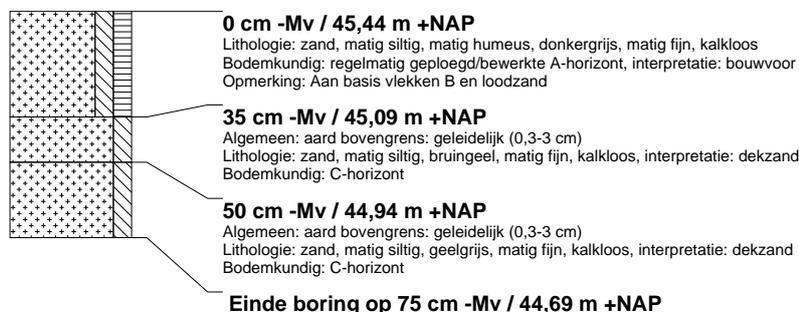 0 cm -Mv / 45,44 m +NAP
Lithologie: zand, matig siltig, matig humeus, donkergrijs, matig fijn, kalkloos
Bodemkundig: regelmatig geploegd/bewerkte A-horizont, interpretatie: bouwvoor
Opmerking: Aan basis vlekken B en loodzand
35 cm -Mv / 45,09 m +NAP
Algemeen: aard bovengrens: geleidelijk (0,3-3 cm)
Lithologie: zand, matig siltig, bruingeel, matig fijn, kalkloos, interpretatie: dekzand
Bodemkundig: C-horizont
50 cm -Mv / 44,94 m +NAP
Algemeen: aard bovengrens: geleidelijk (0,3-3 cm)
Lithologie: zand, matig siltig, geelgrijs, matig fijn, kalkloos, interpretatie: dekzand
Bodemkundig: C-horizont
Einde boring op 75 cm -Mv / 44,69 m +NAP